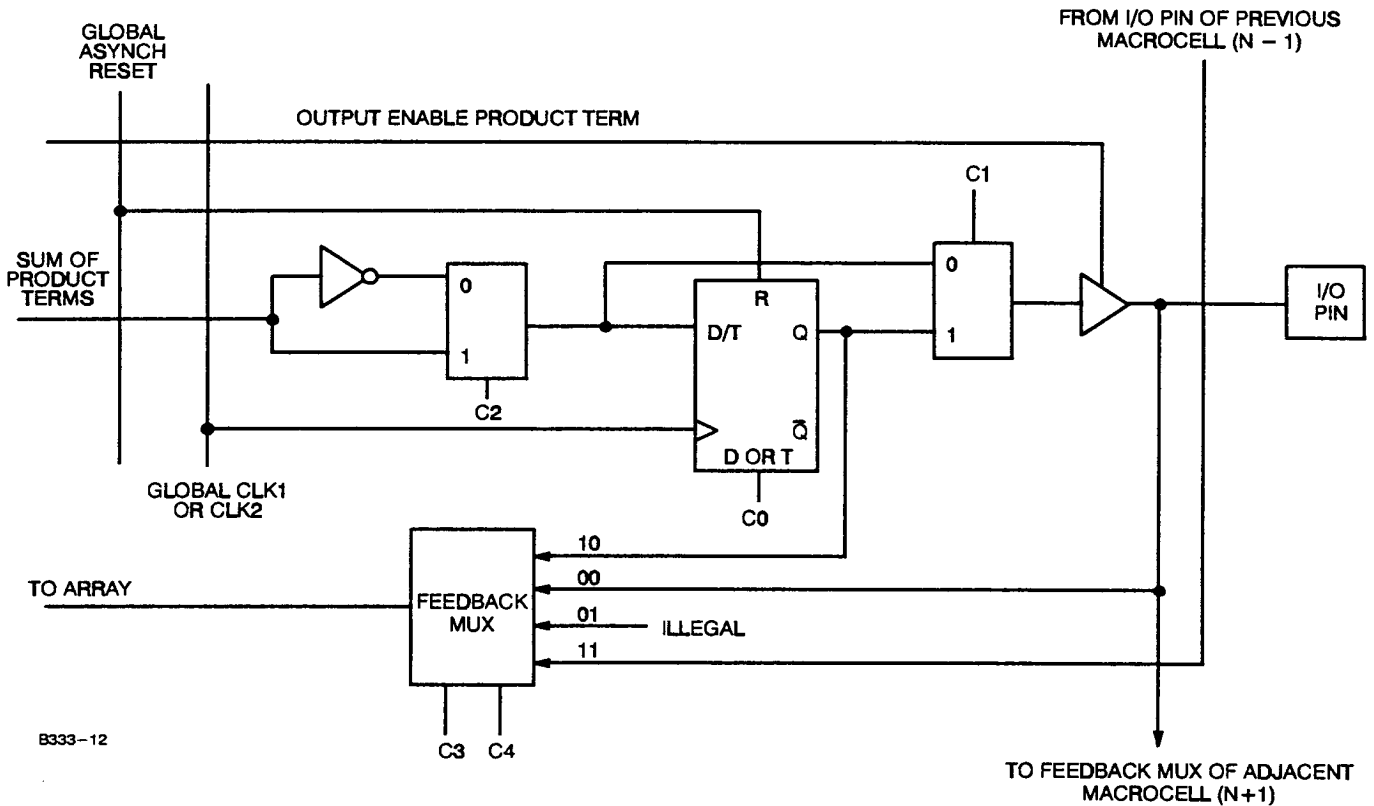 FROM I/O PIN OF PREVIOUS
MACROCELL (N – 1)
GLOBAL
ASYNCH
RESET
OUTPUT ENABLE PRODUCT TERM
C1
SUM OF
PRODUCT
TERMS
0
1
C2
R
D/T
Q
Q̅
D OR T
C0
0
1
I/O
PIN
GLOBAL CLK1
OR CLK2
10
00
01
ILLEGAL
11
TO ARRAY
FEEDBACK
MUX
C3
C4
B333–12
TO FEEDBACK MUX OF ADJACENT
MACROCELL (N+1)